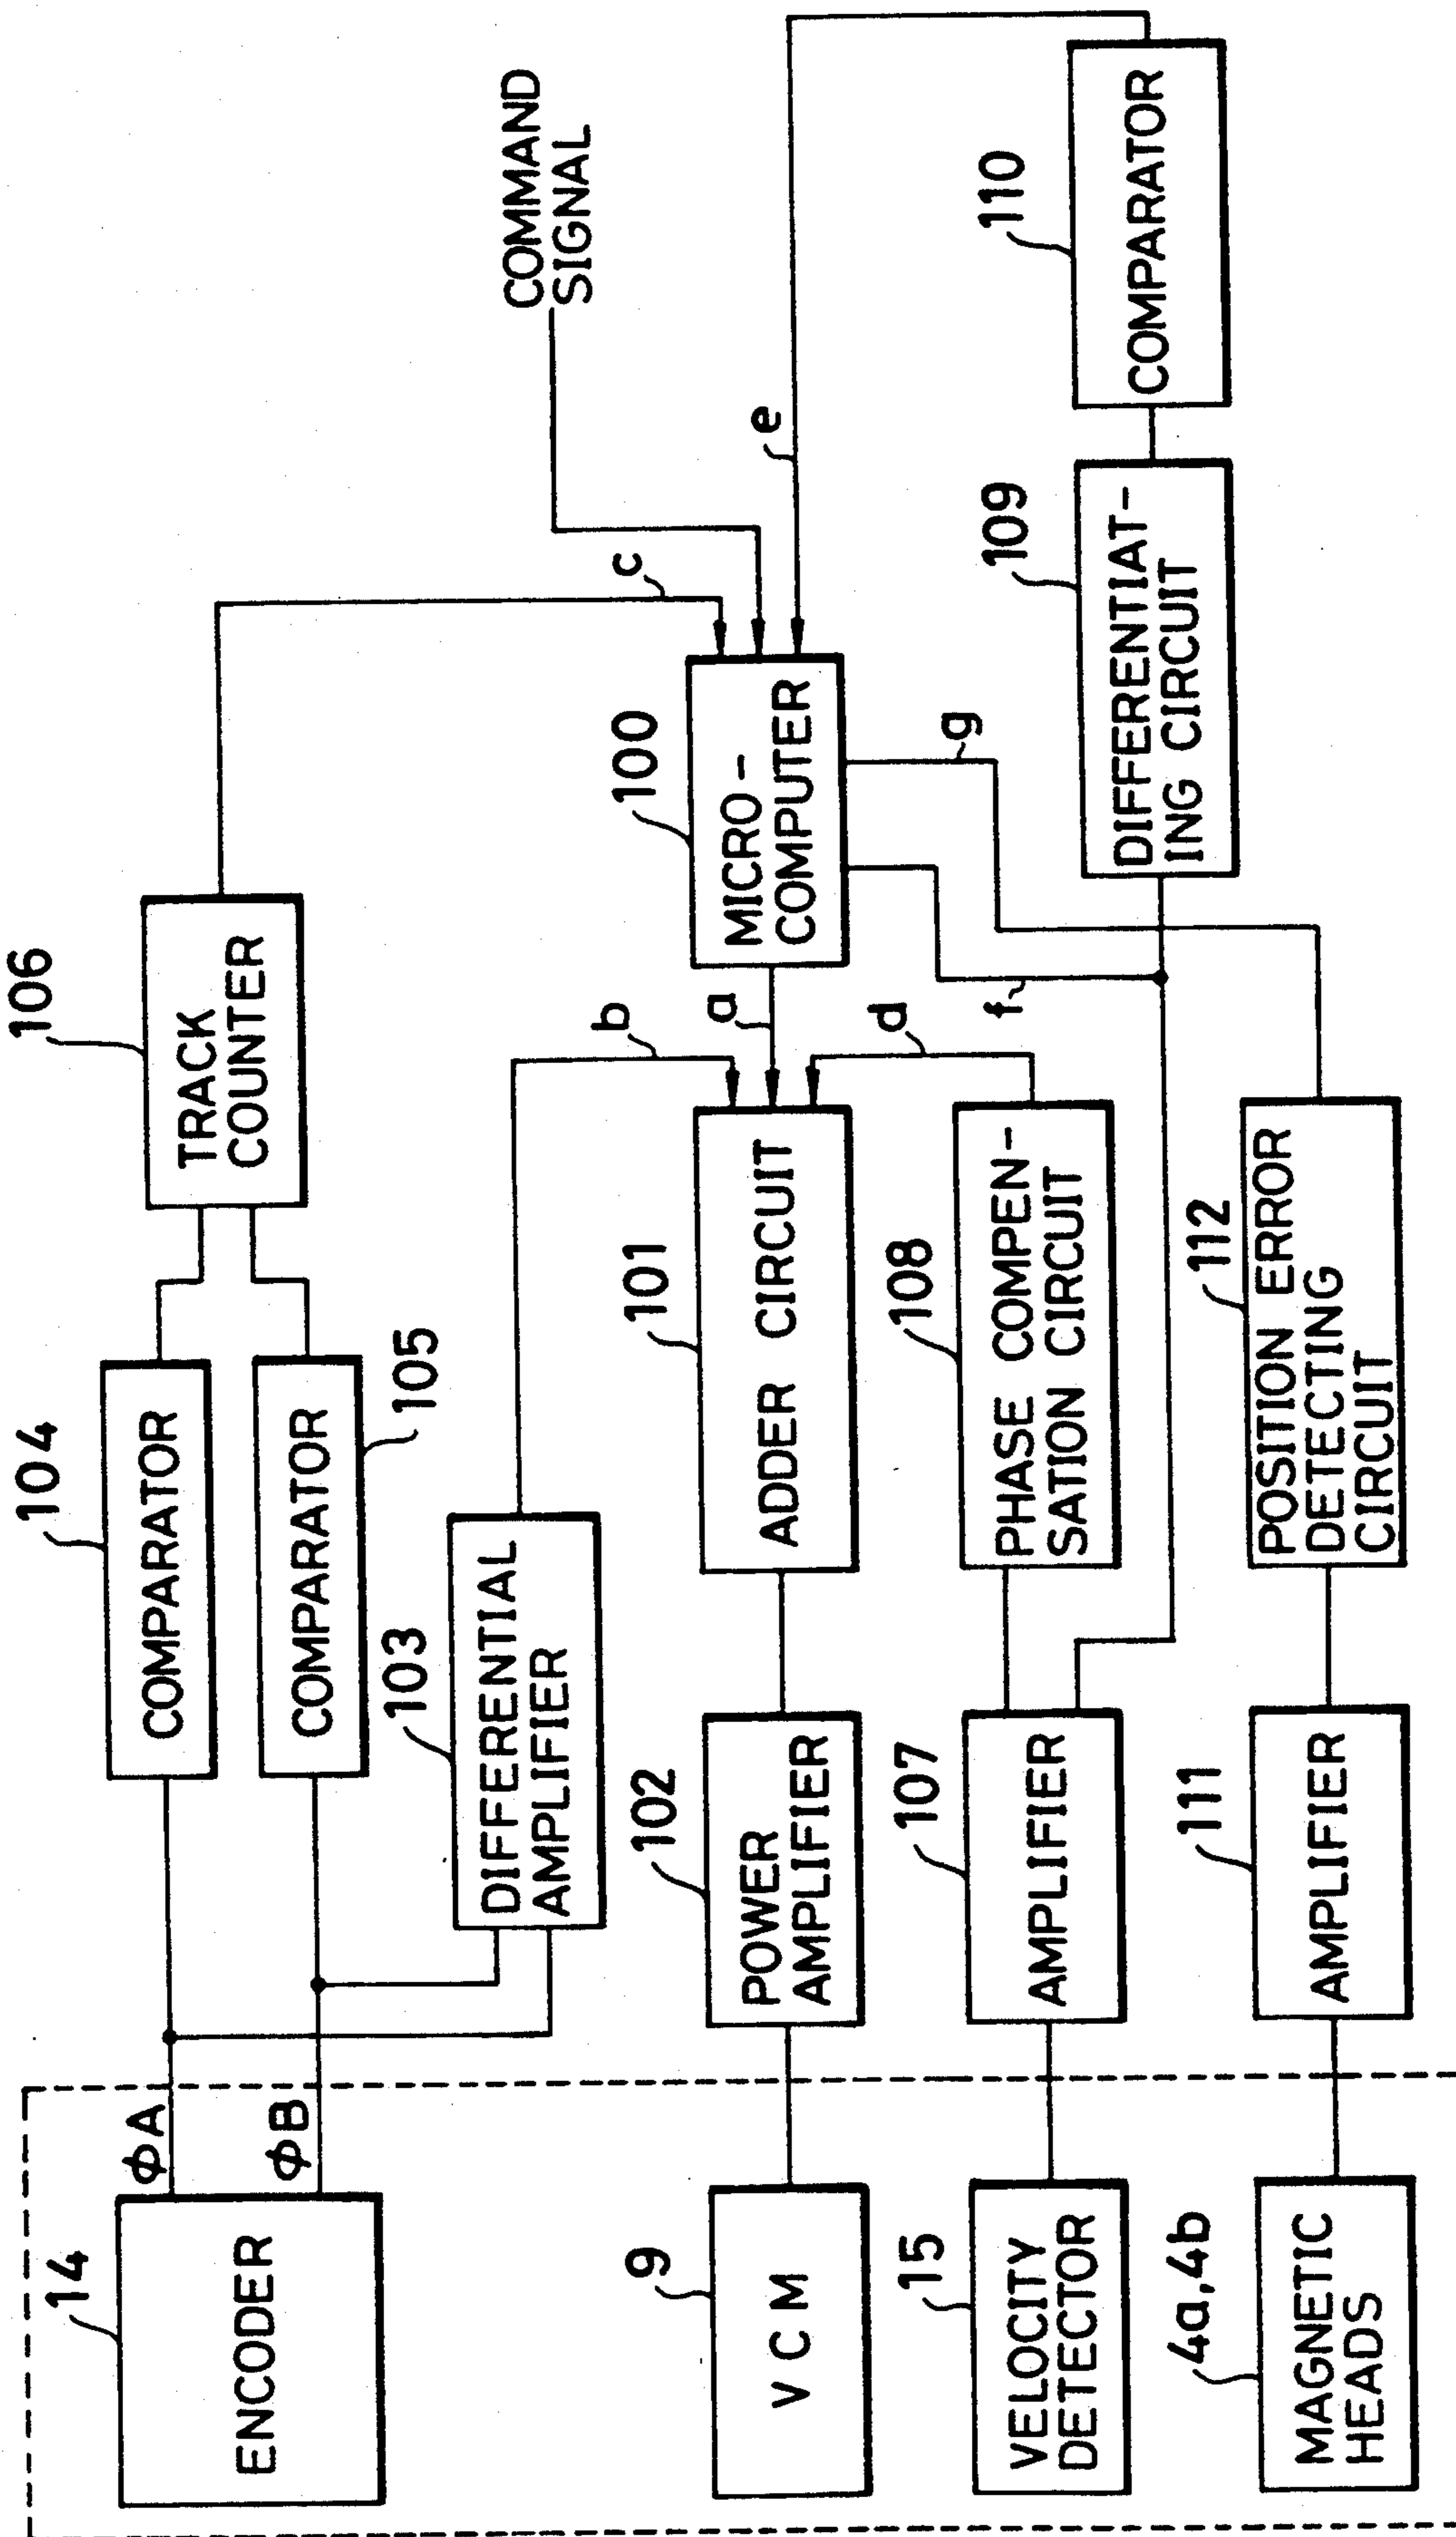 14
ENCODER
ΦA
ΦB
104
COMPARATOR
COMPARATOR
105
106
TRACK
COUNTER
103
DIFFERENTIAL
AMPLIFIER
b
c
COMMAND
SIGNAL
9
V C M
102
POWER
AMPLIFIER
101
ADDER CIRCUIT
a
100
MICRO-
COMPUTER
e
15
VELOCITY
DETECTOR
107
AMPLIFIER
108
PHASE COMPEN-
SATION CIRCUIT
d
f
g
109
DIFFERENTIAT-
ING CIRCUIT
110
COMPARATOR
4a,4b
MAGNETIC
HEADS
111
AMPLIFIER
112
POSITION ERROR
DETECTING
CIRCUIT